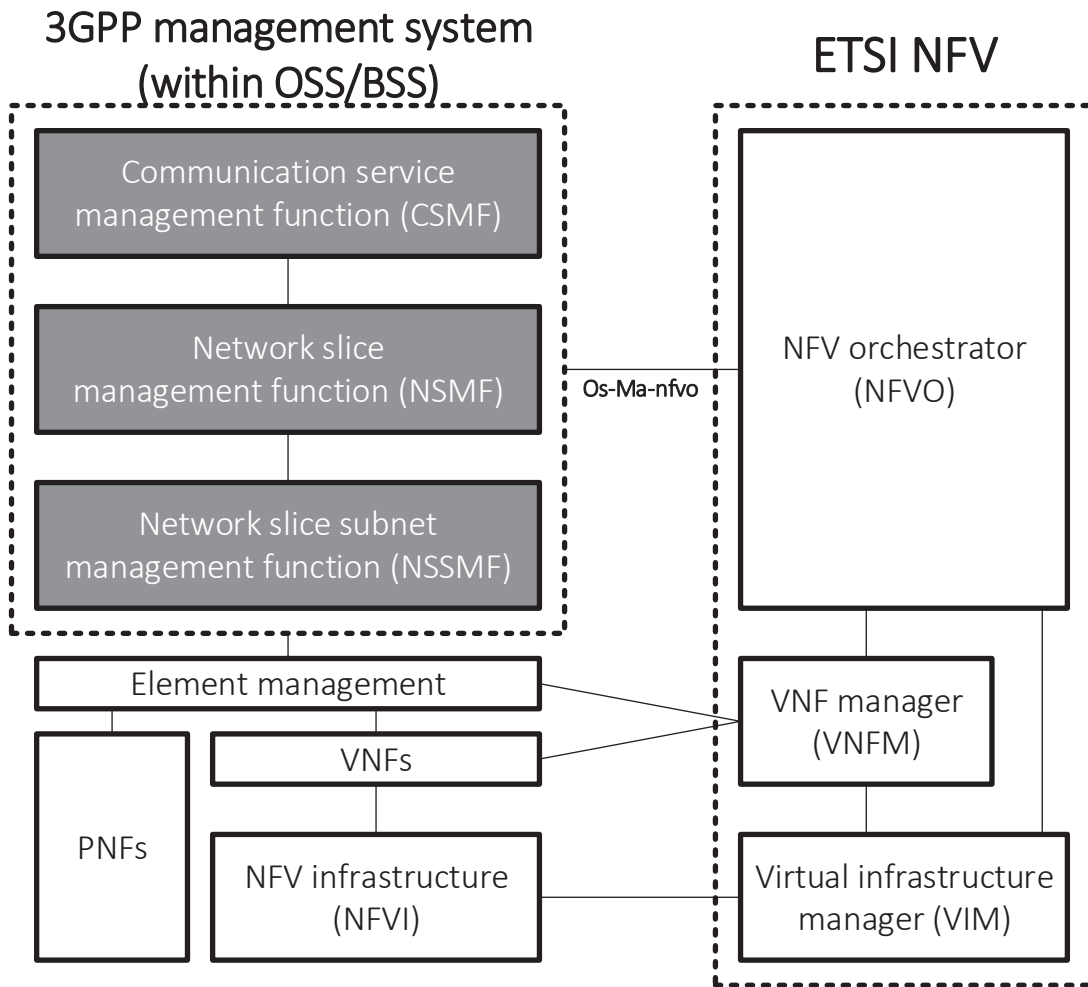 3GPP management system
(within OSS/BSS)
ETSI NFV
Communication service
management function (CSMF)
Network slice
management function (NSMF)
Network slice subnet
management function (NSSMF)
Os-Ma-nfvo
NFV orchestrator
(NFVO)
Element management
VNFs
PNFs
NFV infrastructure
(NFVI)
VNF manager
(VNFM)
Virtual infrastructure
manager (VIM)